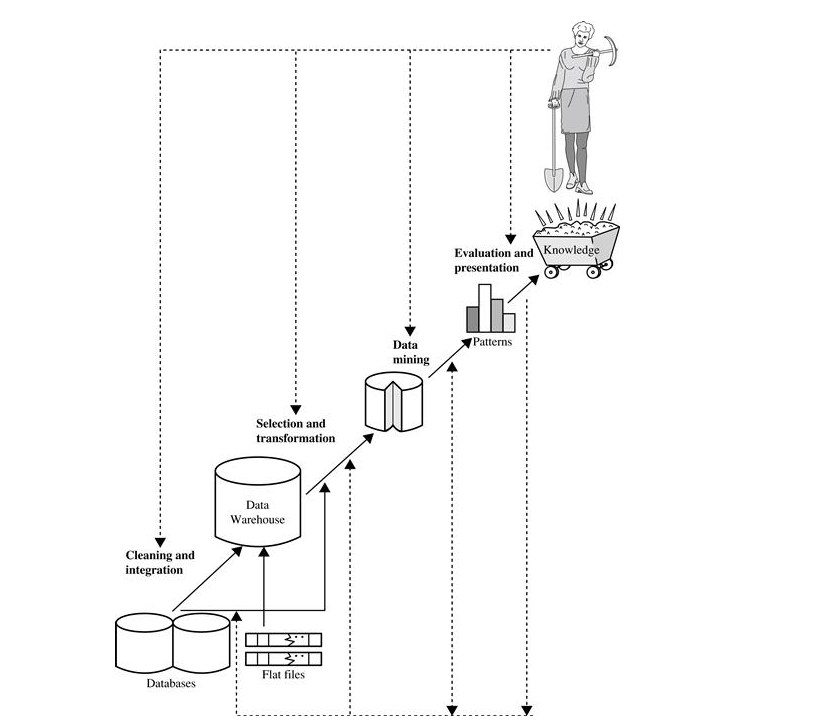 Evaluation and
presentation
Knowledge
Patterns
Data
mining
Selection and
transformation
Data
Warehouse
Cleaning and
integration
Databases
Flat files